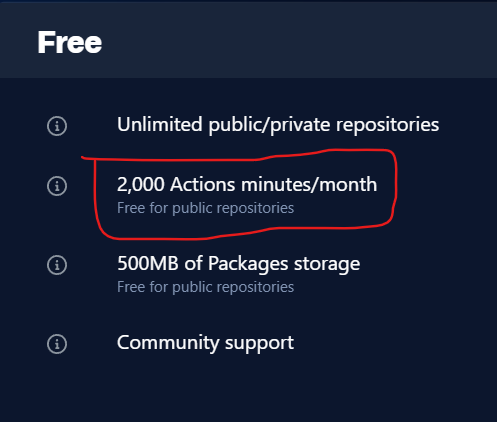 Free
Unlimited public/private repositories
2,000 Actions minutes/month
Free for public repositories
500MB of Packages storage
Free for public repositories
Community support